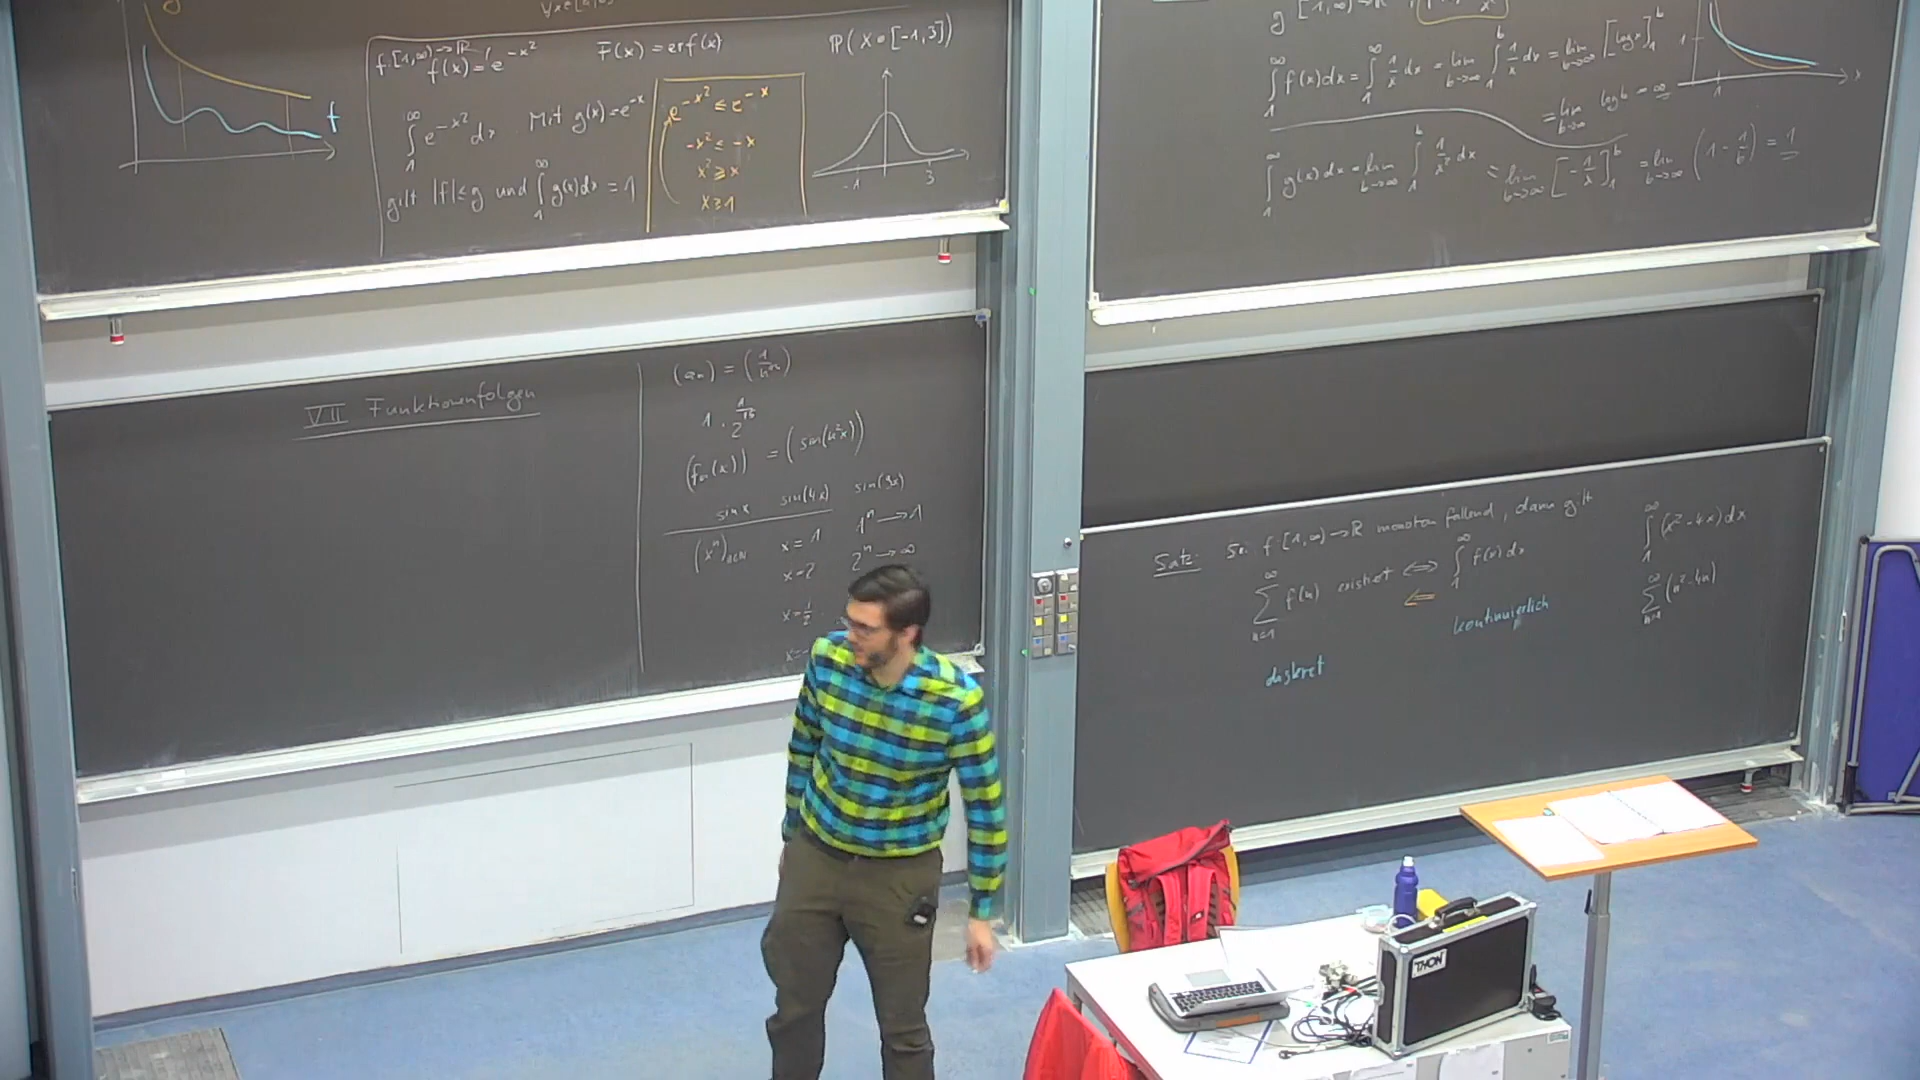 f: [1,∞) → ℝ, f(x) = e^{-x²}
F(x) = erf(x)
P(X ∈ [-1,3])
∫_1^∞ e^{-x²} dx. Mit g(x) = e^{-x}
gilt |f| ≤ g und ∫_1^∞ g(x)dx = 1
e^{-x²} ≤ e^{-x}
-x² ≤ -x
x² ≥ x
x ≥ 1
f
-1 3
g [1,∞) → ℝ
∫_1^∞ f(x)dx = ∫_1^∞ 1/x dx = lim_{b→∞} ∫_1^b 1/x dx = lim_{b→∞} [log x]_1^b
= lim_{b→∞} log b = ∞
∫_1^∞ g(x)dx = lim_{b→∞} ∫_1^b 1/x² dx = lim_{b→∞} [-1/x]_1^b = lim_{b→∞} (1 - 1/b) = 1
1
1
x
VII Funktionenfolgen
(f_n(x)) = (sin(n²x))
sin x sin(4x) sin(9x)
(x^n)_{n∈ℕ} x = 1 1^n → 1
x = 2 2^n → ∞
x = 1/2
Satz: Sei f [1,∞) → ℝ monoton fallend, dann gilt
∑_{n=1}^∞ f(n) existiert ⟺ ∫_1^∞ f(x)dx
⟸
diskret
kontinuierlich
∫_1^∞ (x² - 4x)dx
∑_{n=1}^∞ (n² - 4n)
THON